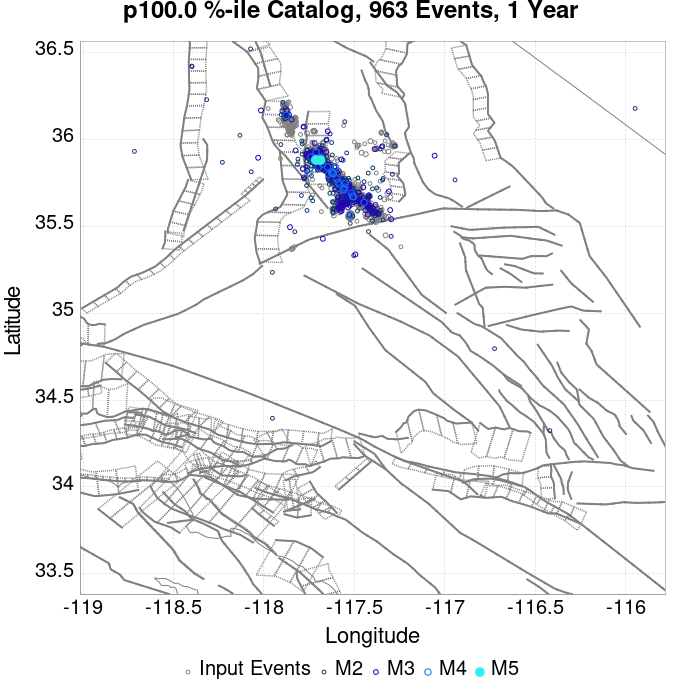 p100.0 %-ile Catalog, 963 Events, 1 Year
36.5
36
35.5
35
34.5
34
33.5
Latitude
-119 -118.5 -118 -117.5 -117 -116.5 -116
Longitude
Input Events M2 M3 M4 M5